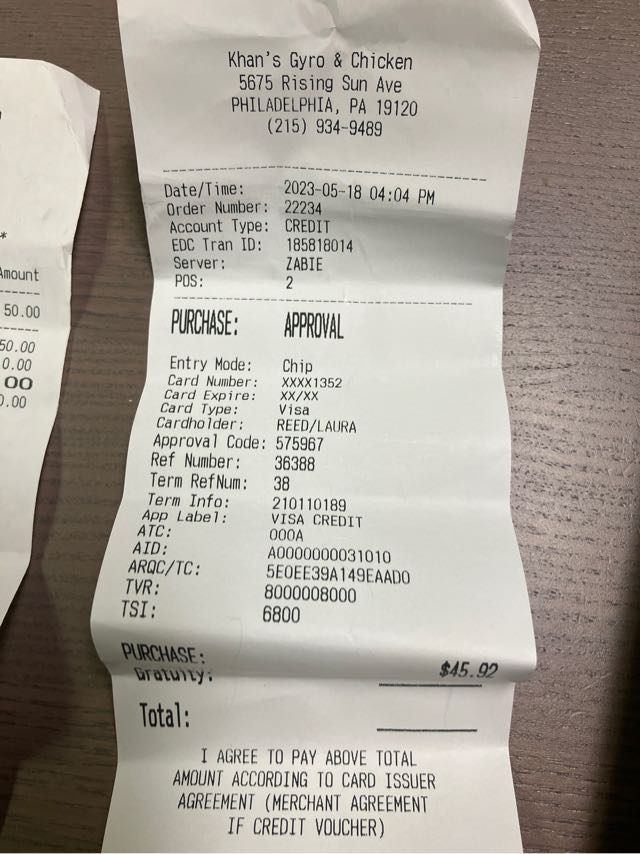 Khan's Gyro & Chicken
5675 Rising Sun Ave
PHILADELPHIA, PA 19120
(215) 934-9489
Date/Time: 2023-05-18 04:04 PM
Order Number: 22234
Account Type: CREDIT
EDC Tran ID: 185818014
Server: ZABIE
POS: 2
PURCHASE: APPROVAL
Entry Mode: Chip
Card Number: XXXX1352
Card Expire: XX/XX
Card Type: Visa
Cardholder: REED/LAURA
Approval Code: 575967
Ref Number: 36388
Term RefNum: 38
Term Info: 210110189
App Label: VISA CREDIT
ATC: 000A
AID: A0000000031010
ARQC/TC: 5E0EE39A149EAAD0
TVR: 8000008000
TSI: 6800
PURCHASE: $45.92
Gratuity:
Total:
I AGREE TO PAY ABOVE TOTAL
AMOUNT ACCORDING TO CARD ISSUER
AGREEMENT (MERCHANT AGREEMENT
IF CREDIT VOUCHER)
*
Amount
50.00
50.00
0.00
00
0.00